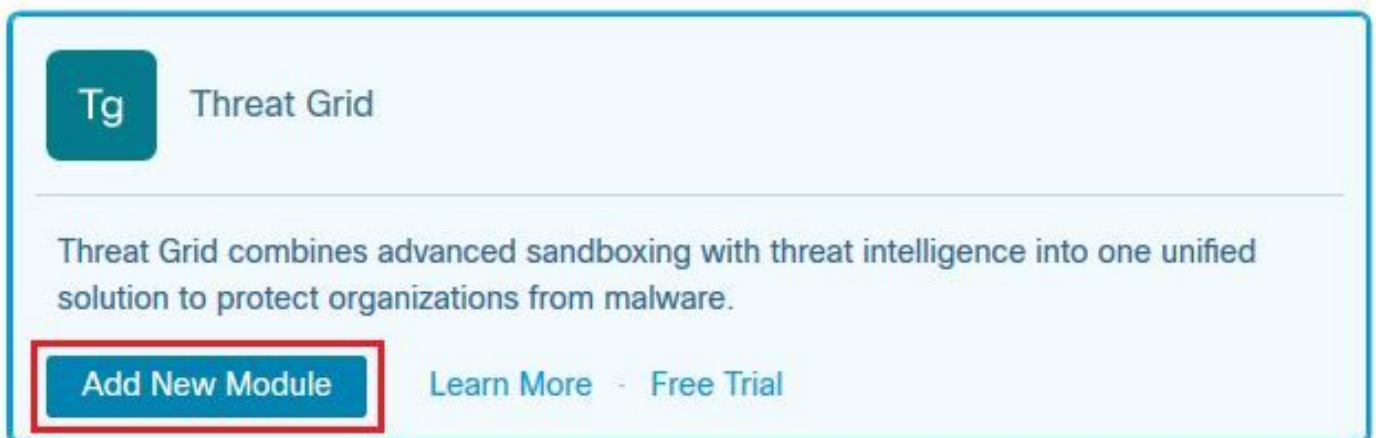 Tg
Threat Grid
Threat Grid combines advanced sandboxing with threat intelligence into one unified
solution to protect organizations from malware.
Add New Module
Learn More · Free Trial